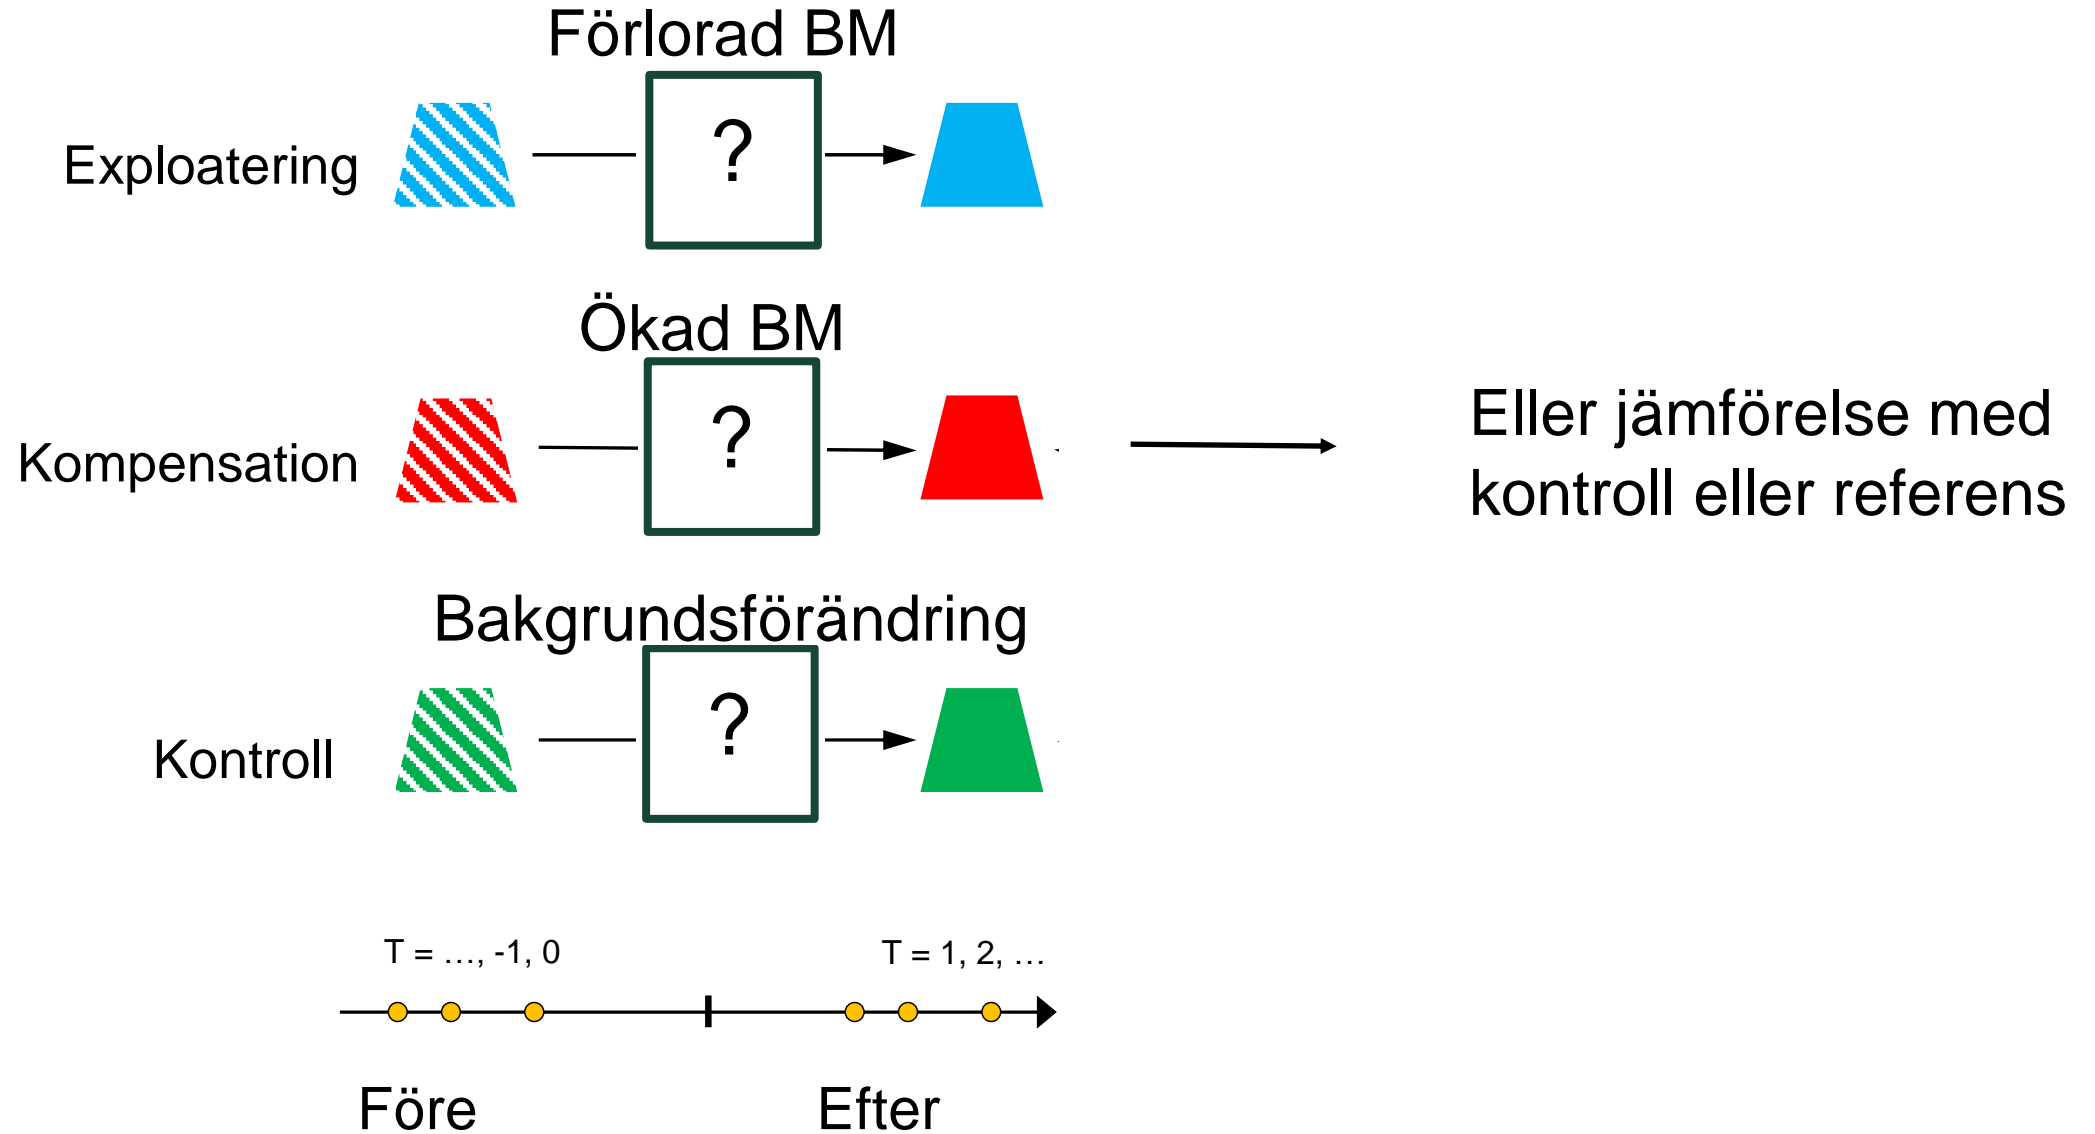 Förlorad BM
Exploatering
?
Ökad BM
Kompensation
?
Eller jämförelse med
kontroll eller referens
Bakgrundsförändring
Kontroll
?
T = …, -1, 0
T = 1, 2, …
Före
Efter